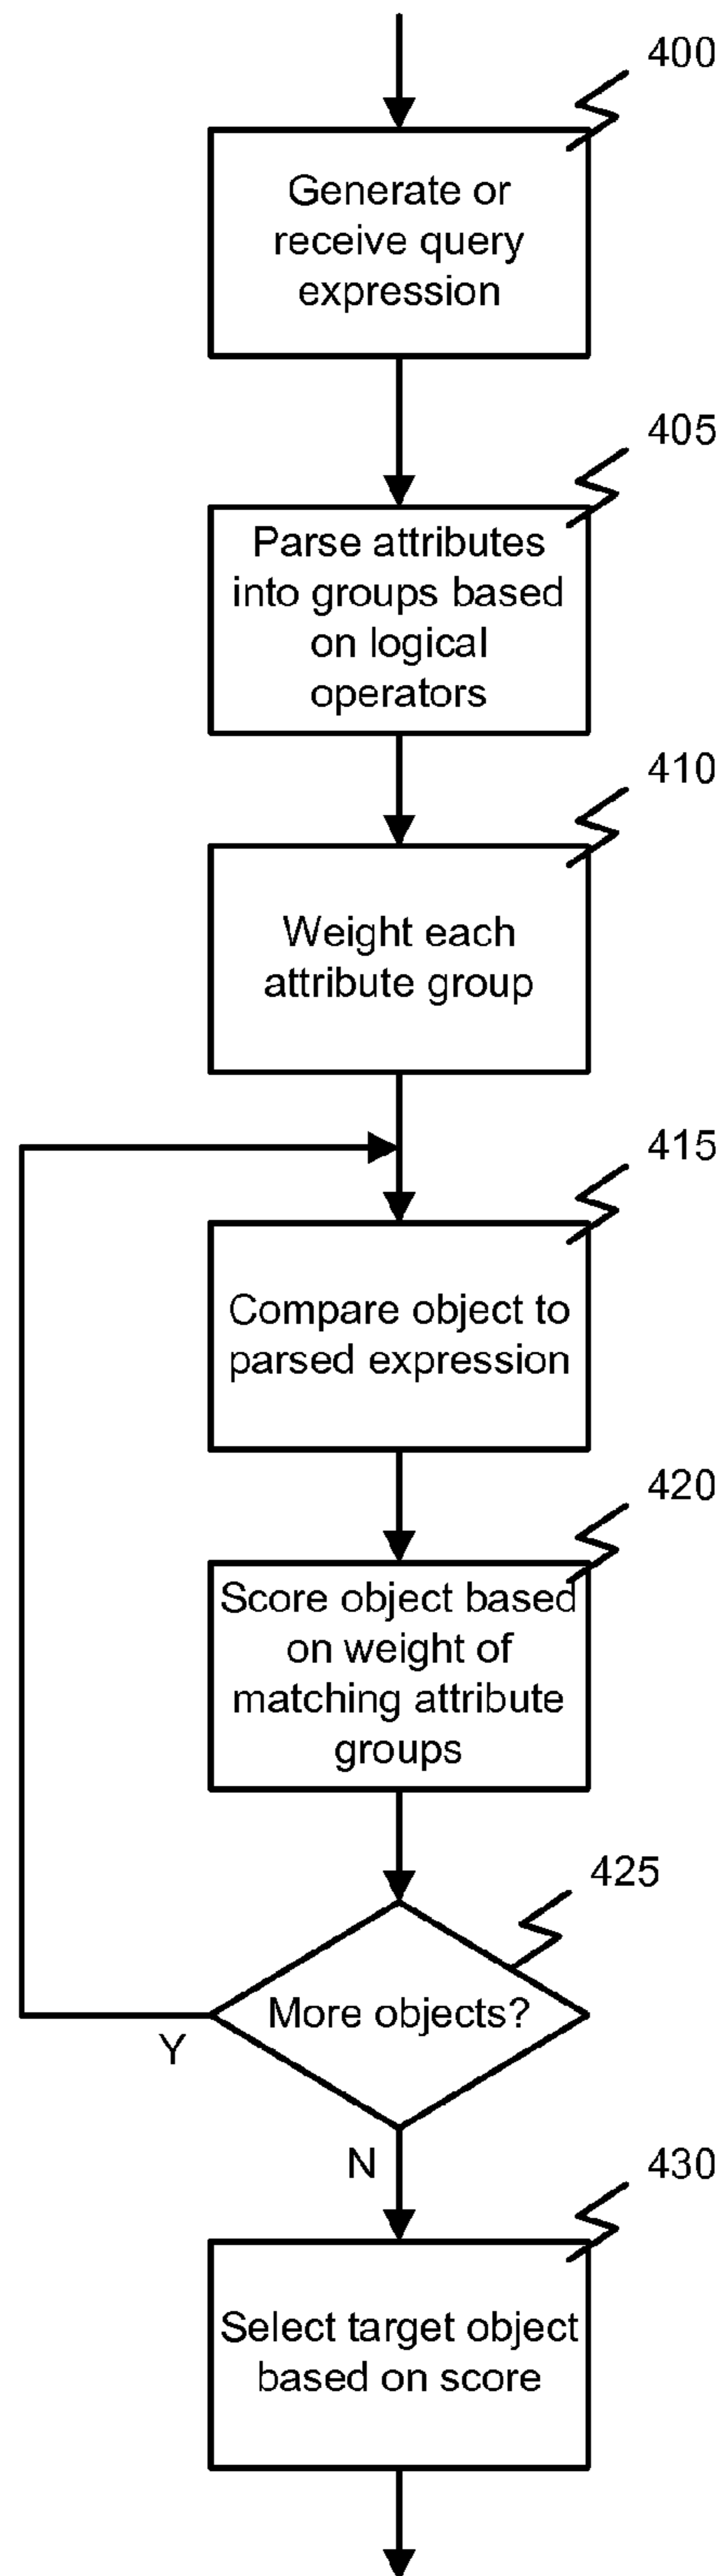 400
Generate or
receive query
expression
405
Parse attributes
into groups based
on logical
operators
410
Weight each
attribute group
415
Compare object to
parsed expression
420
Score object based
on weight of
matching attribute
groups
425
More objects?
Y
N
430
Select target object
based on score